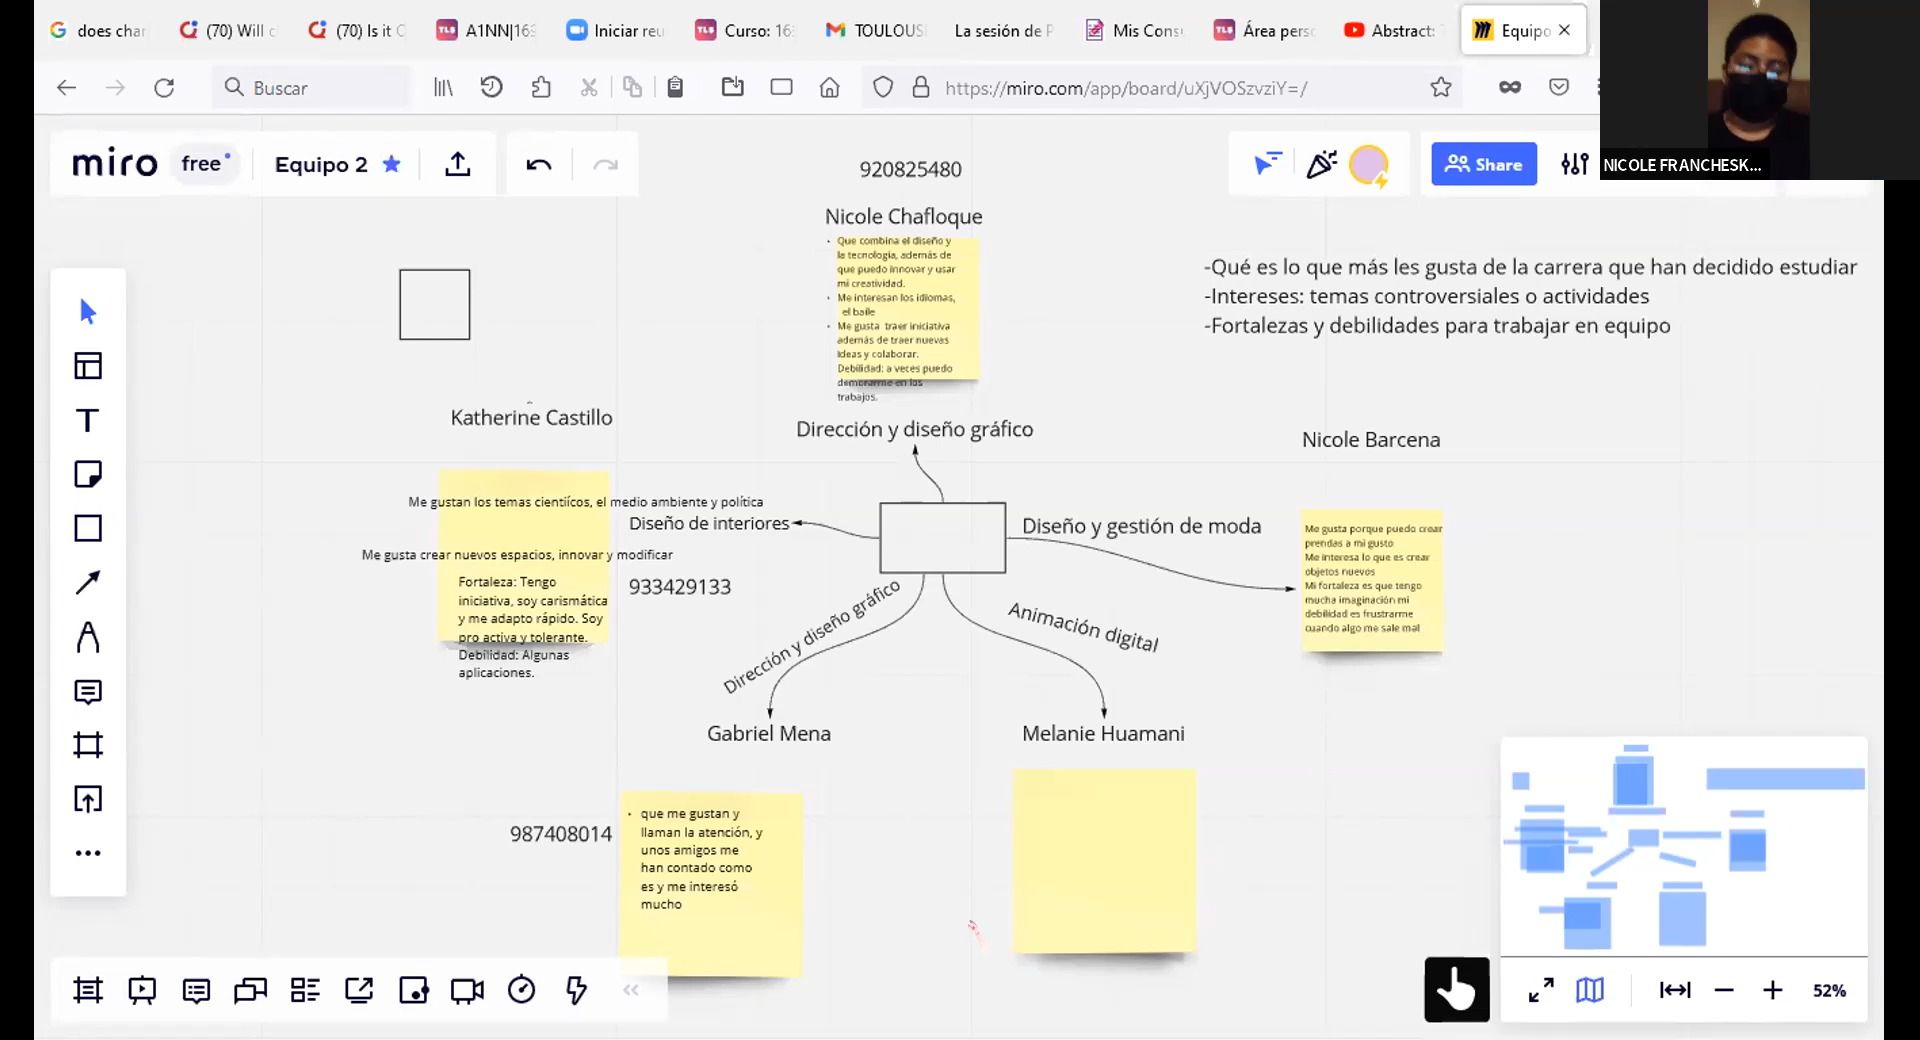 does char
(70) Will c
(70) Is it C
A1NN|163
Iniciar reu
Curso: 16
TOULOUS
La sesión de P
Mis Cons
Área pers
Abstract:
Equipo
Buscar
https://miro.com/app/board/uXjVOSzvziY=/
NICOLE FRANCHESK...
miro
free
Equipo 2
Share
920825480
Nicole Chafloque
• Que combina el diseño y
la tecnología, además de
que puedo innovar y usar
mi creatividad.
• Me interesan los idiomas,
el baile
• Me gusta traer iniciativa
además de traer nuevas
ideas y colaborar.
Debilidad: a veces puedo
demorarme en los
trabajos.
-Qué es lo que más les gusta de la carrera que han decidido estudiar
-Intereses: temas controversiales o actividades
-Fortalezas y debilidades para trabajar en equipo
Katherine Castillo
Dirección y diseño gráfico
Nicole Barcena
Me gustan los temas cientiícos, el medio ambiente y política
Diseño de interiores
Diseño y gestión de moda
Me gusta crear nuevos espacios, innovar y modificar
Fortaleza: Tengo
iniciativa, soy carismática
y me adapto rápido. Soy
pro activa y tolerante.
Debilidad: Algunas
aplicaciones.
933429133
Me gusta porque puedo crear
prendas a mi gusto
Me interesa lo que es crear
objetos nuevos
Mi fortaleza es que tengo
mucha imaginación mi
debilidad es frustrarme
cuando algo me sale mal
Dirección y diseño gráfico
Animación digital
Gabriel Mena
Melanie Huamani
987408014
• que me gustan y
llaman la atención, y
unos amigos me
han contado como
es y me interesó
mucho
52%